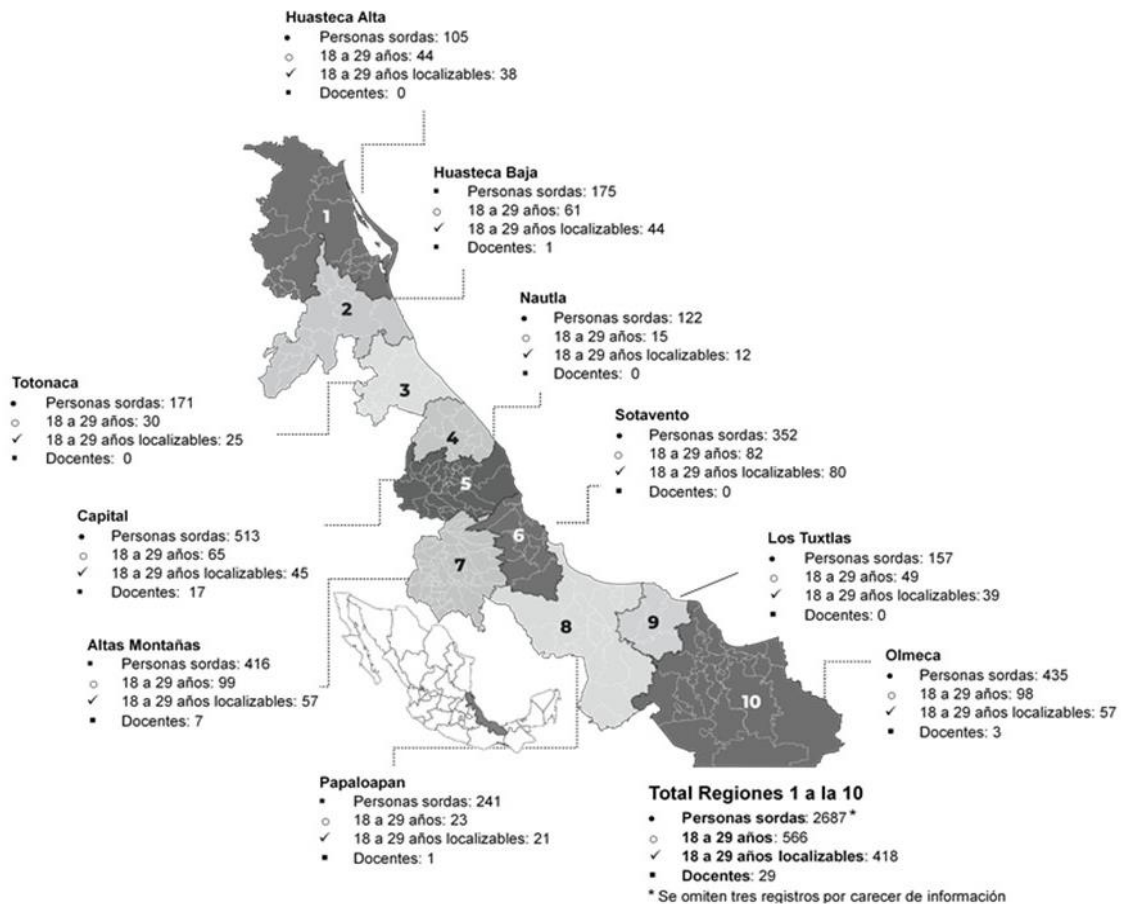 Huasteca Alta
• Personas sordas: 105
○ 18 a 29 años: 44
✓ 18 a 29 años localizables: 38
▪ Docentes: 0
1
Huasteca Baja
▪ Personas sordas: 175
○ 18 a 29 años: 61
✓ 18 a 29 años localizables: 44
▪ Docentes: 1
2
Nautla
• Personas sordas: 122
○ 18 a 29 años: 15
✓ 18 a 29 años localizables: 12
▪ Docentes: 0
Totonaca
• Personas sordas: 171
○ 18 a 29 años: 30
✓ 18 a 29 años localizables: 25
▪ Docentes: 0
3
4
Sotavento
• Personas sordas: 352
○ 18 a 29 años: 82
✓ 18 a 29 años localizables: 80
▪ Docentes: 0
5
Capital
• Personas sordas: 513
○ 18 a 29 años: 65
✓ 18 a 29 años localizables: 45
▪ Docentes: 17
6
7
Los Tuxtlas
• Personas sordas: 157
○ 18 a 29 años: 49
✓ 18 a 29 años localizables: 39
▪ Docentes: 0
8
9
Altas Montañas
▪ Personas sordas: 416
○ 18 a 29 años: 99
✓ 18 a 29 años localizables: 57
▪ Docentes: 7
Olmeca
• Personas sordas: 435
○ 18 a 29 años: 98
✓ 18 a 29 años localizables: 57
▪ Docentes: 3
10
Papaloapan
▪ Personas sordas: 241
○ 18 a 29 años: 23
✓ 18 a 29 años localizables: 21
▪ Docentes: 1
Total Regiones 1 a la 10
• Personas sordas: 2687 *
○ 18 a 29 años: 566
✓ 18 a 29 años localizables: 418
▪ Docentes: 29
* Se omiten tres registros por carecer de información